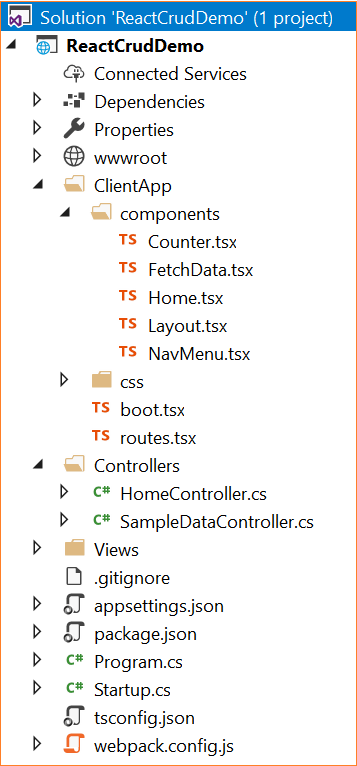 Solution 'ReactCrudDemo' (1 project)
ReactCrudDemo
Connected Services
Dependencies
Properties
wwwroot
ClientApp
components
TS Counter.tsx
TS FetchData.tsx
TS Home.tsx
TS Layout.tsx
TS NavMenu.tsx
css
TS boot.tsx
TS routes.tsx
Controllers
C# HomeController.cs
C# SampleDataController.cs
Views
.gitignore
appsettings.json
package.json
C# Program.cs
C# Startup.cs
tsconfig.json
webpack.config.js